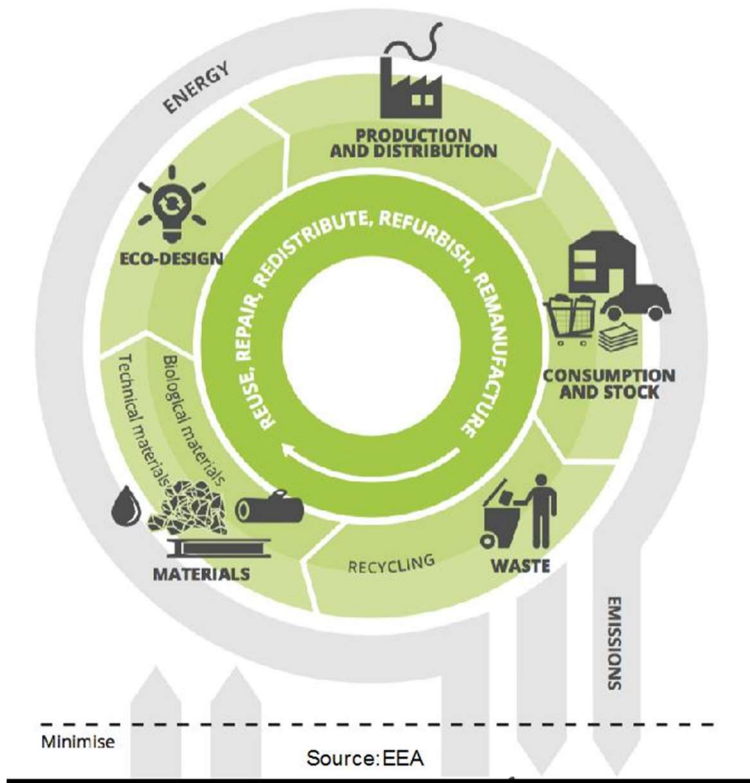 ENERGY
PRODUCTION
AND DISTRIBUTION
ECO-DESIGN
REUSE, REPAIR, REDISTRIBUTE, REFURBISH, REMANUFACTURE
CONSUMPTION
AND STOCK
Biological materials
Technical materials
MATERIALS
RECYCLING
WASTE
EMISSIONS
Minimise
Source:EEA